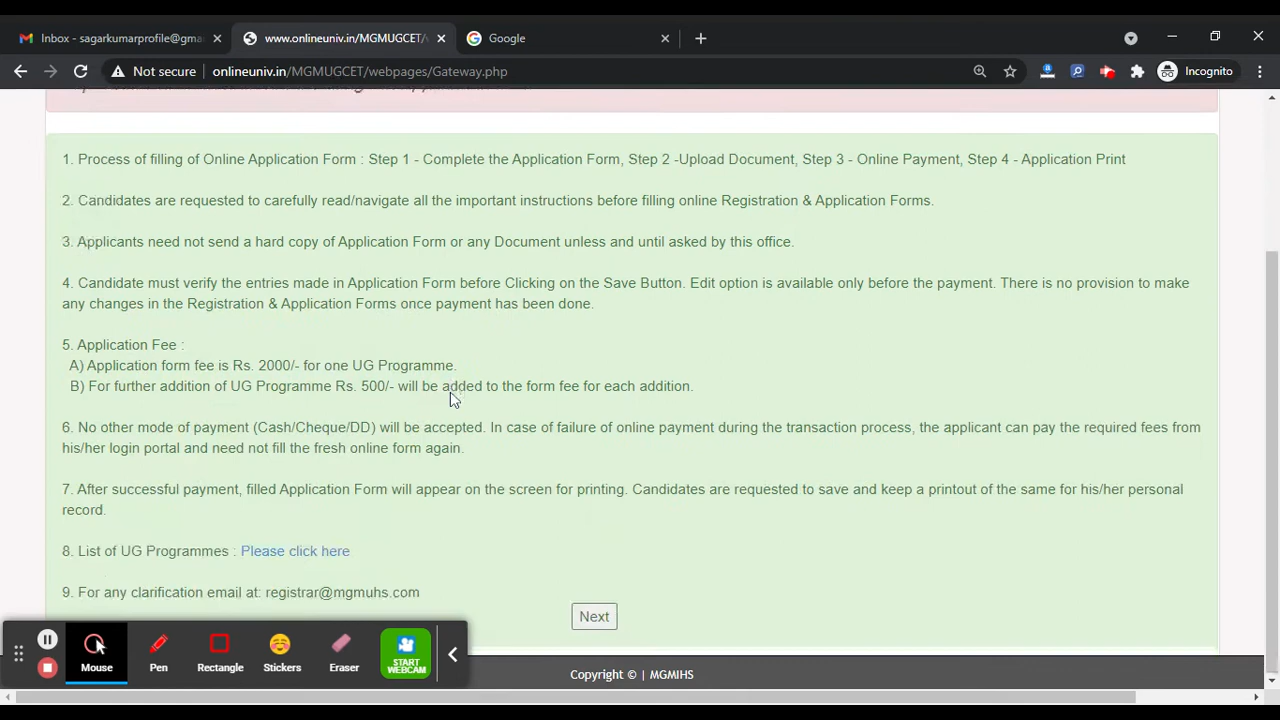 Inbox - sagarkumarprofile@gma
www.onlineuniv.in/MGMUGCET/
Google
Not secure
onlineuniv.in/MGMUGCET/webpages/Gateway.php
Incognito
1. Process of filling of Online Application Form : Step 1 - Complete the Application Form, Step 2 -Upload Document, Step 3 - Online Payment, Step 4 - Application Print
2. Candidates are requested to carefully read/navigate all the important instructions before filling online Registration & Application Forms.
3. Applicants need not send a hard copy of Application Form or any Document unless and until asked by this office.
4. Candidate must verify the entries made in Application Form before Clicking on the Save Button. Edit option is available only before the payment. There is no provision to make
any changes in the Registration & Application Forms once payment has been done.
5. Application Fee :
A) Application form fee is Rs. 2000/- for one UG Programme.
B) For further addition of UG Programme Rs. 500/- will be added to the form fee for each addition.
6. No other mode of payment (Cash/Cheque/DD) will be accepted. In case of failure of online payment during the transaction process, the applicant can pay the required fees from
his/her login portal and need not fill the fresh online form again.
7. After successful payment, filled Application Form will appear on the screen for printing. Candidates are requested to save and keep a printout of the same for his/her personal
record.
8. List of UG Programmes : Please click here
9. For any clarification email at: registrar@mgmuhs.com
Next
Mouse
Pen
Rectangle
Stickers
Eraser
START
WEBCAM
Copyright © | MGMIHS